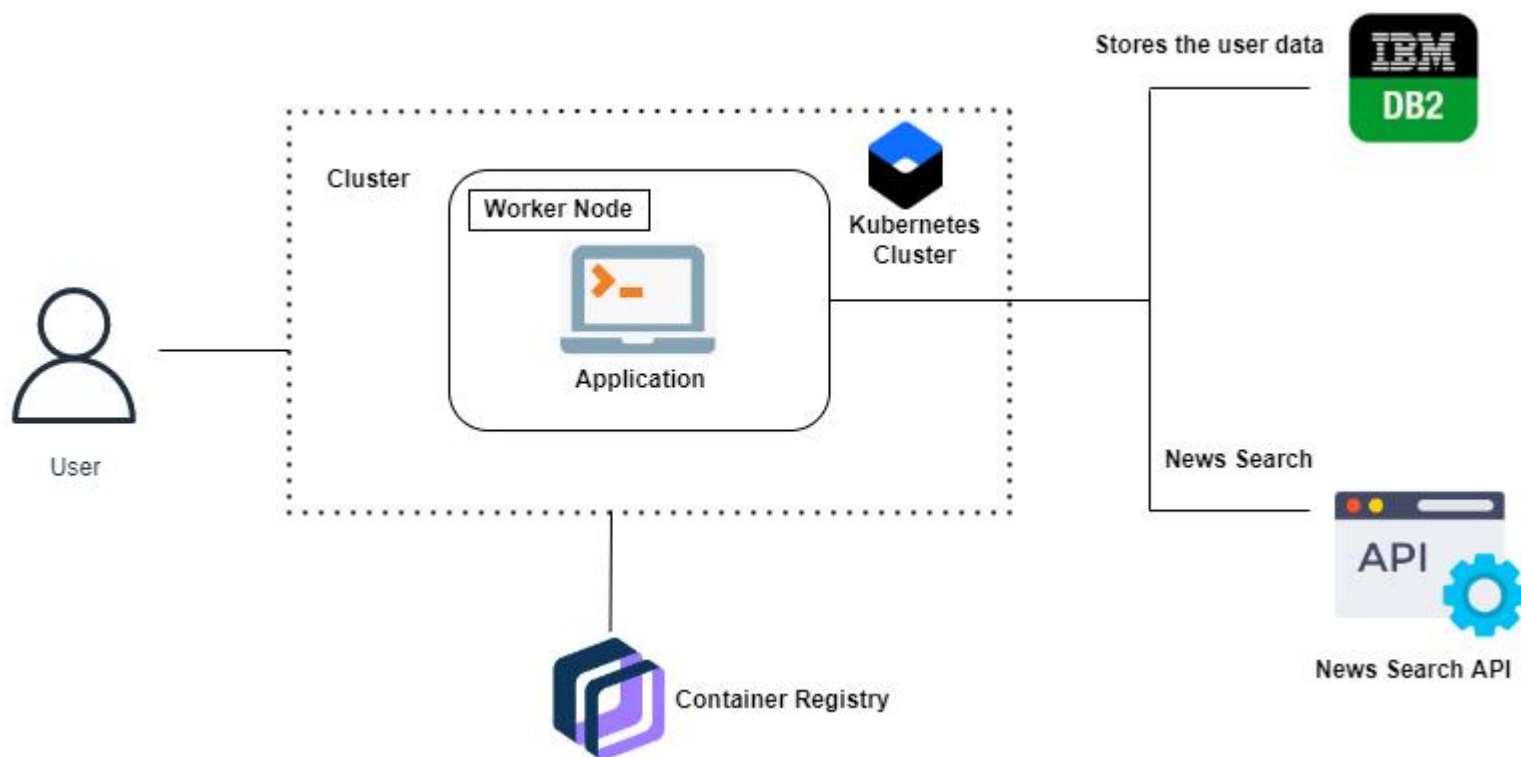 Stores the user data
IBM
DB2
Cluster
Worker Node
Kubernetes
Cluster
Application
User
News Search
API
News Search API
Container Registry